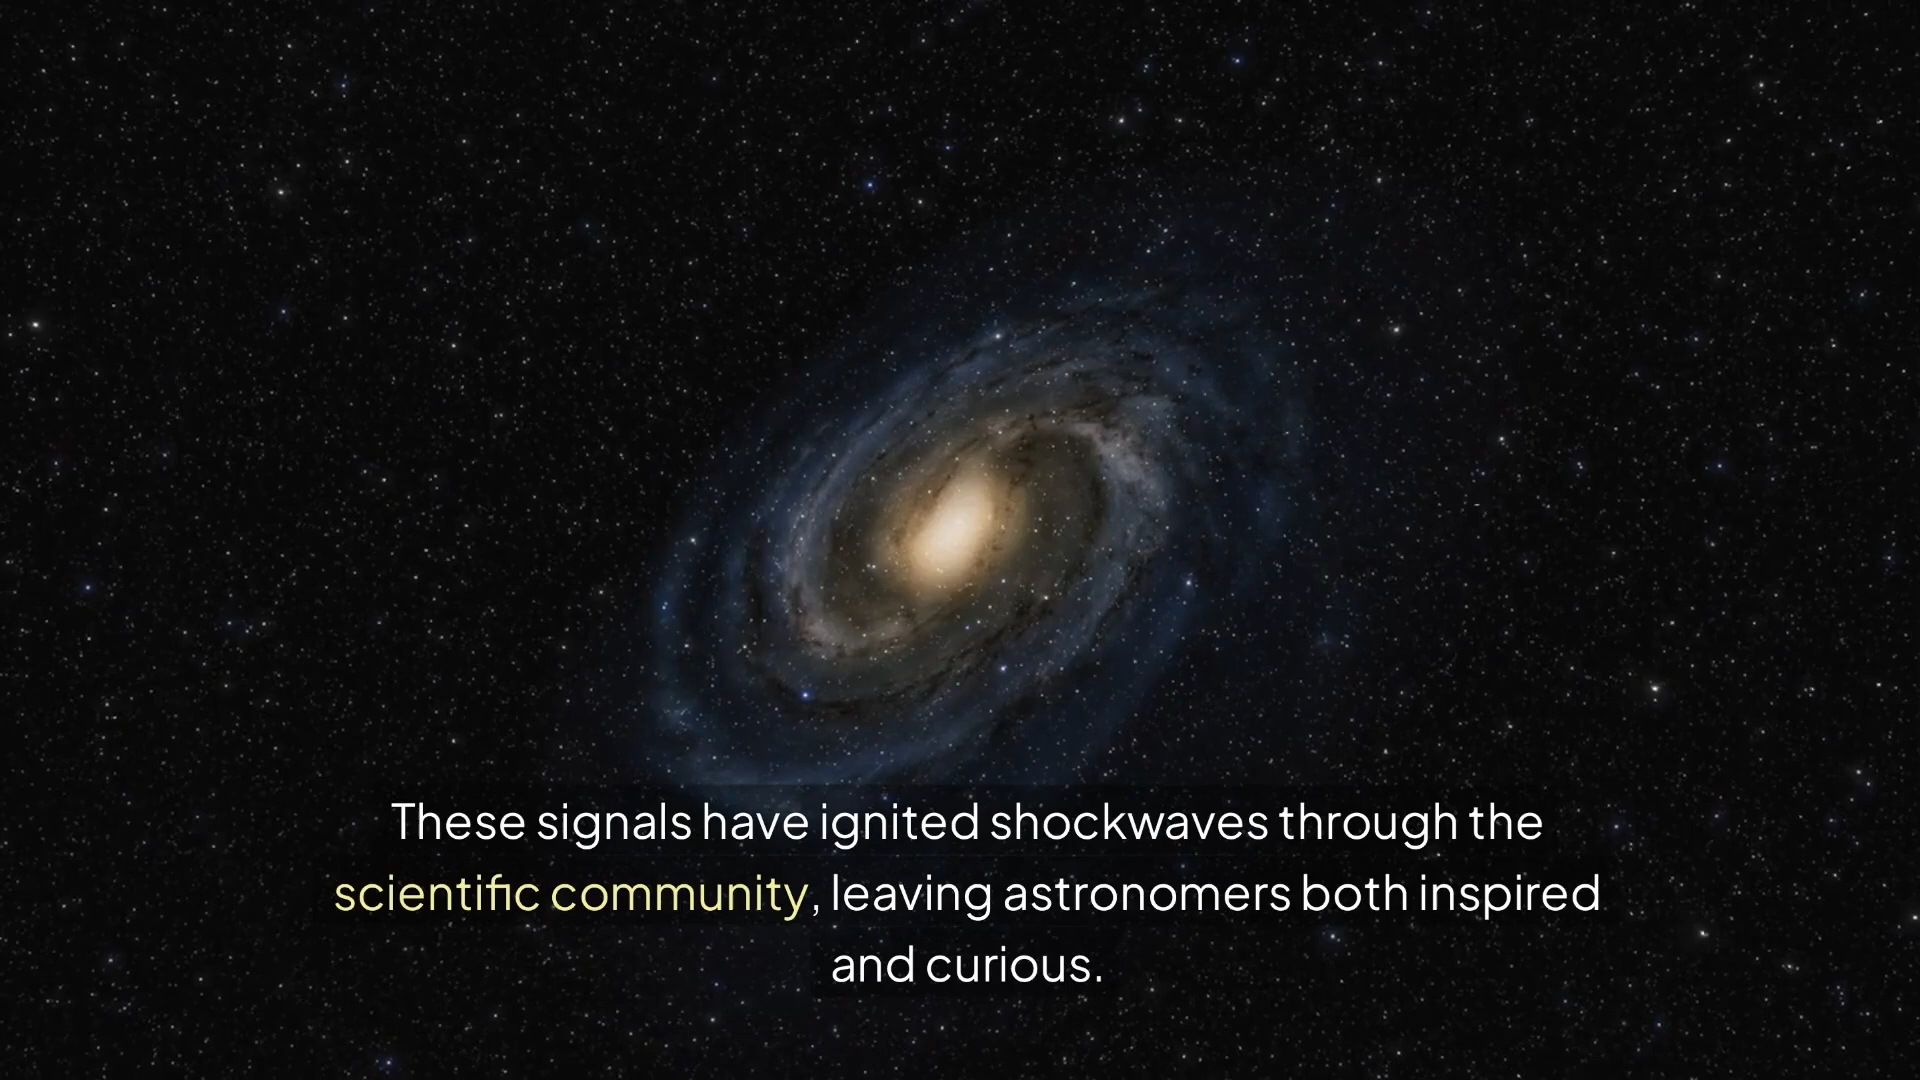 These signals have ignited shockwaves through the
scientific community, leaving astronomers both inspired
and curious.